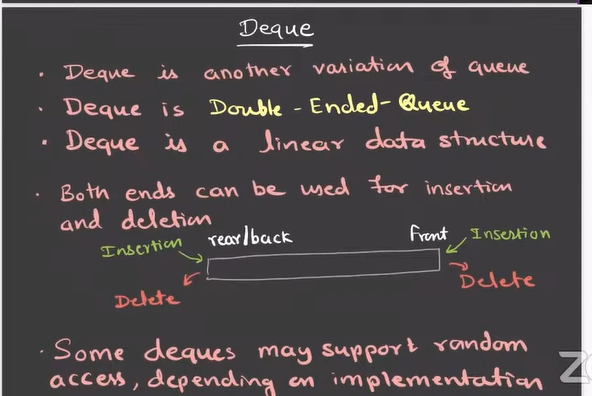 Deque
· Deque is another variation of queue
· Deque is Double-Ended-Queue
· Deque is a linear data structure
· Both ends can be used for insertion
and deletion
Insertion rear/back Front Insertion
Delete Delete
· Some deques may support random
access, depending on implementation